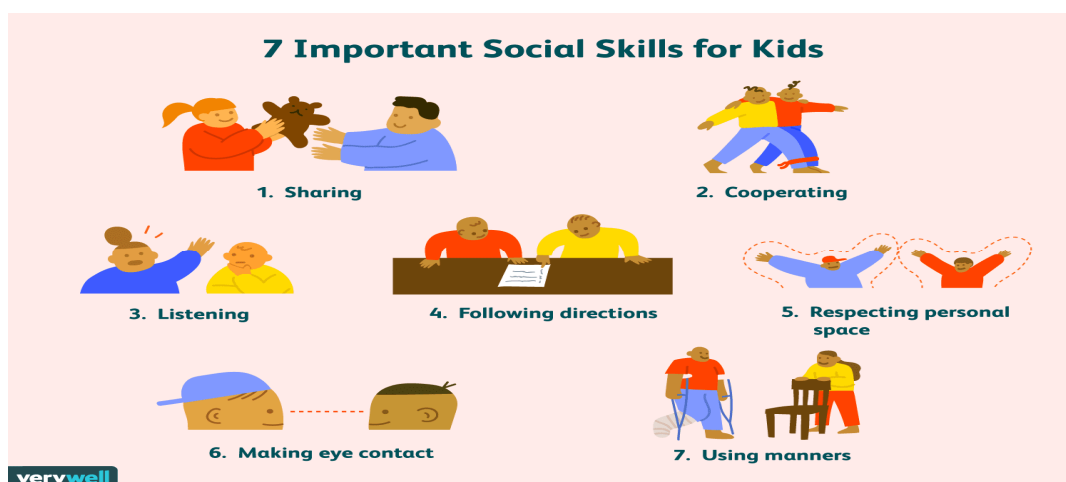 7 Important Social Skills for Kids
1. Sharing
2. Cooperating
3. Listening
4. Following directions
5. Respecting personal
space
6. Making eye contact
7. Using manners
verywell